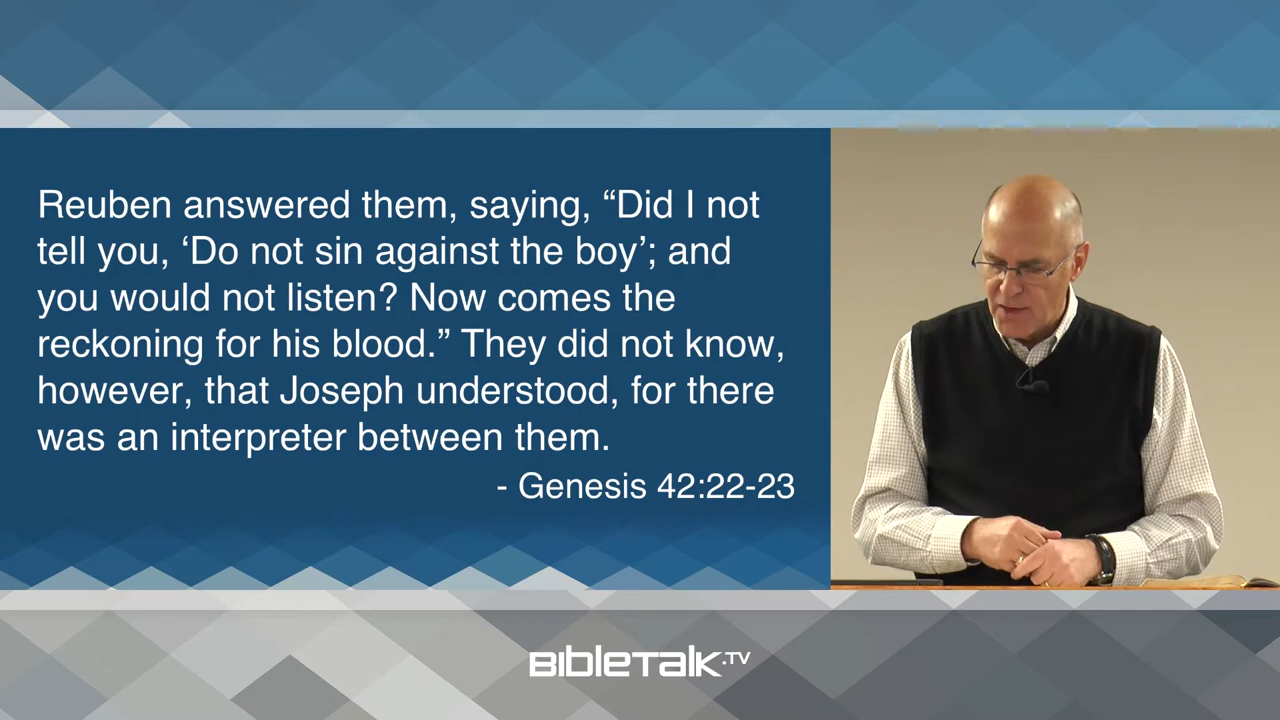 Reuben answered them, saying, “Did I not
tell you, ‘Do not sin against the boy’; and
you would not listen? Now comes the
reckoning for his blood.” They did not know,
however, that Joseph understood, for there
was an interpreter between them.
- Genesis 42:22-23
BIBLETALK.TV